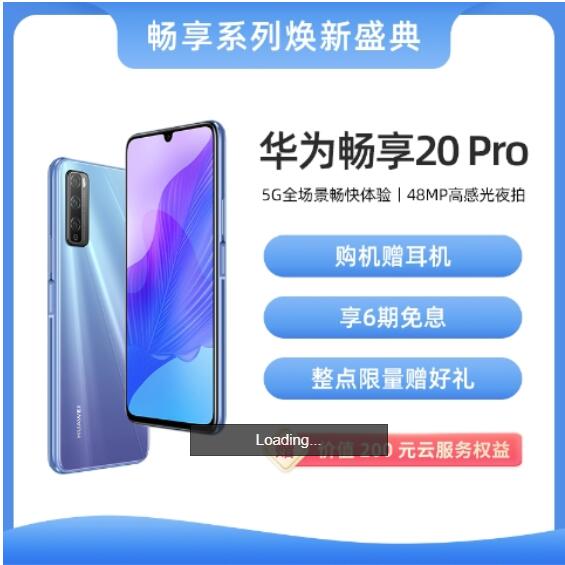 畅享系列焕新盛典
华为畅享20 Pro
5G全场景畅快体验 | 48MP高感光夜拍
购机赠耳机
享6期免息
整点限量赠好礼
HUAWEI
Loading...
赠 价值 200 元云服务权益